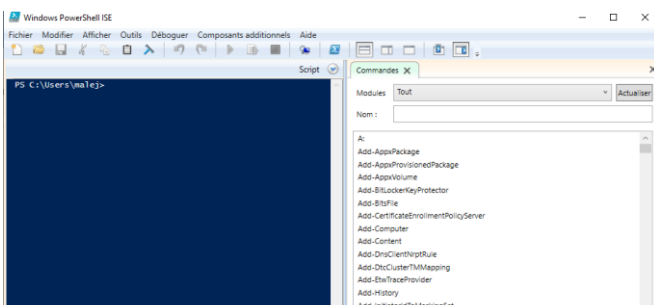 Windows PowerShell ISE
Fichier Modifier Afficher Outils Déboguer Composants additionnels Aide
Script
PS C:\Users\malej>
Commandes X
Modules Tout Actualiser
Nom :
A:
Add-AppxPackage
Add-AppxProvisionedPackage
Add-AppxVolume
Add-BitLockerKeyProtector
Add-BitsFile
Add-CertificateEnrollmentPolicyServer
Add-Computer
Add-Content
Add-DnsClientNrptRule
Add-DtcClusterTMMapping
Add-EtwTraceProvider
Add-History
Add-InitiatorIdToMaskingSet